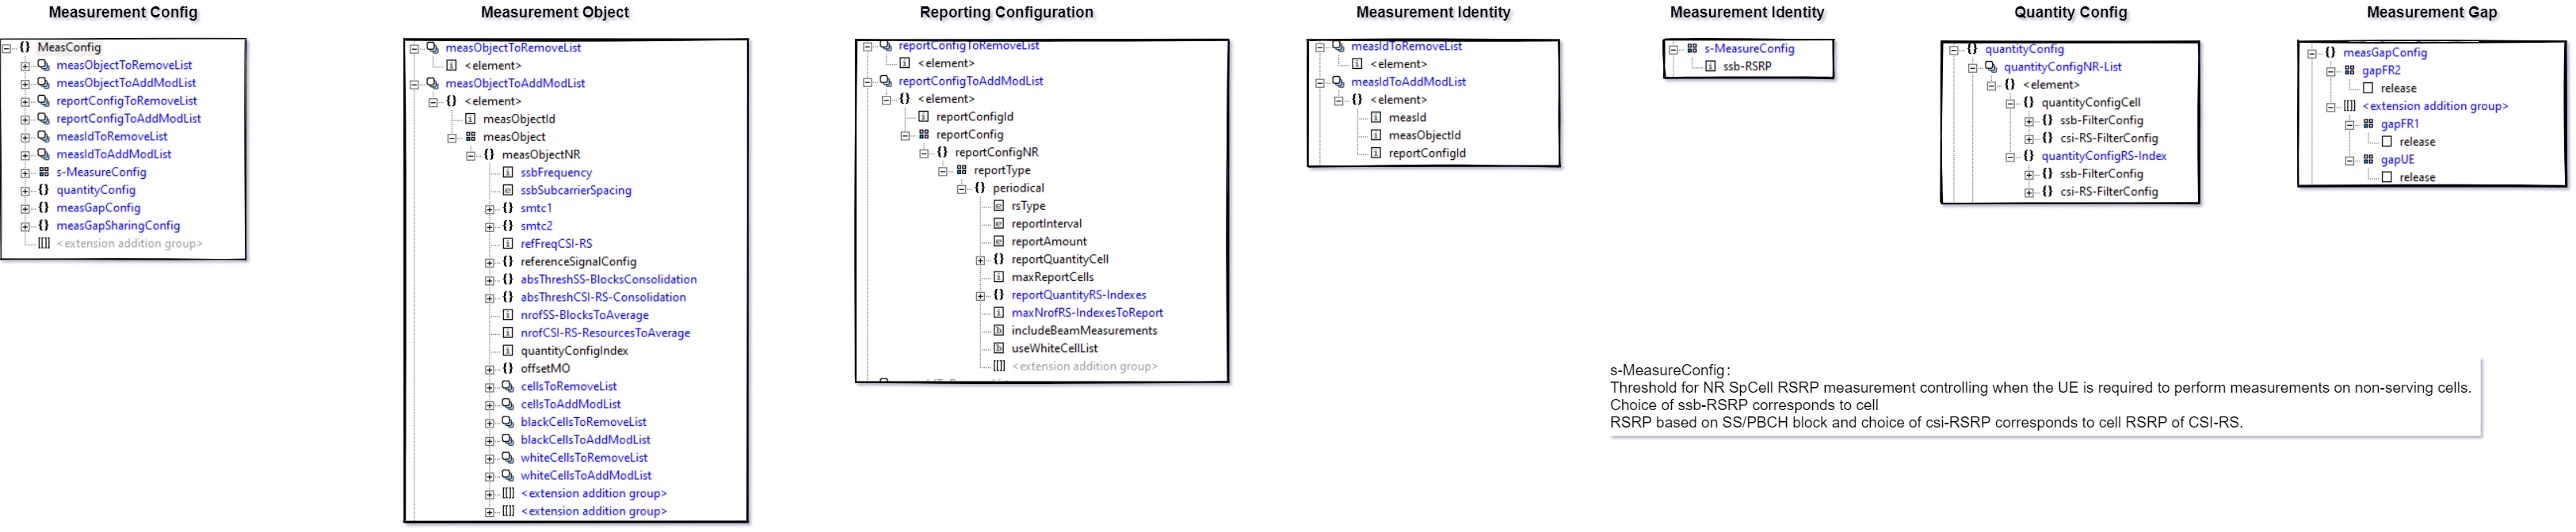 Measurement Config
MeasConfig
measObjectToRemoveList
measObjectToAddModList
reportConfigToRemoveList
reportConfigToAddModList
measIdToRemoveList
measIdToAddModList
s-MeasureConfig
quantityConfig
measGapConfig
measGapSharingConfig
<extension addition group>
Measurement Object
measObjectToRemoveList
<element>
measObjectToAddModList
<element>
measObjectId
measObject
measObjectNR
ssbFrequency
ssbSubcarrierSpacing
smtc1
smtc2
refFreqCSI-RS
referenceSignalConfig
absThreshSS-BlocksConsolidation
absThreshCSI-RS-Consolidation
nrofSS-BlocksToAverage
nrofCSI-RS-ResourcesToAverage
quantityConfigIndex
offsetMO
cellsToRemoveList
cellsToAddModList
blackCellsToRemoveList
blackCellsToAddModList
whiteCellsToRemoveList
whiteCellsToAddModList
<extension addition group>
<extension addition group>
Reporting Configuration
reportConfigToRemoveList
<element>
reportConfigToAddModList
<element>
reportConfigId
reportConfig
reportConfigNR
reportType
periodical
rsType
reportInterval
reportAmount
reportQuantityCell
maxReportCells
reportQuantityRS-Indexes
maxNrofRS-IndexesToReport
includeBeamMeasurements
useWhiteCellList
<extension addition group>
Measurement Identity
measIdToRemoveList
<element>
measIdToAddModList
<element>
measId
measObjectId
reportConfigId
Measurement Identity
s-MeasureConfig
ssb-RSRP
Quantity Config
quantityConfig
quantityConfigNR-List
<element>
quantityConfigCell
ssb-FilterConfig
csi-RS-FilterConfig
quantityConfigRS-Index
ssb-FilterConfig
csi-RS-FilterConfig
Measurement Gap
measGapConfig
gapFR2
release
<extension addition group>
gapFR1
release
gapUE
release
s-MeasureConfig:
Threshold for NR SpCell RSRP measurement controlling when the UE is required to perform measurements on non-serving cells.
Choice of ssb-RSRP corresponds to cell
RSRP based on SS/PBCH block and choice of csi-RSRP corresponds to cell RSRP of CSI-RS.